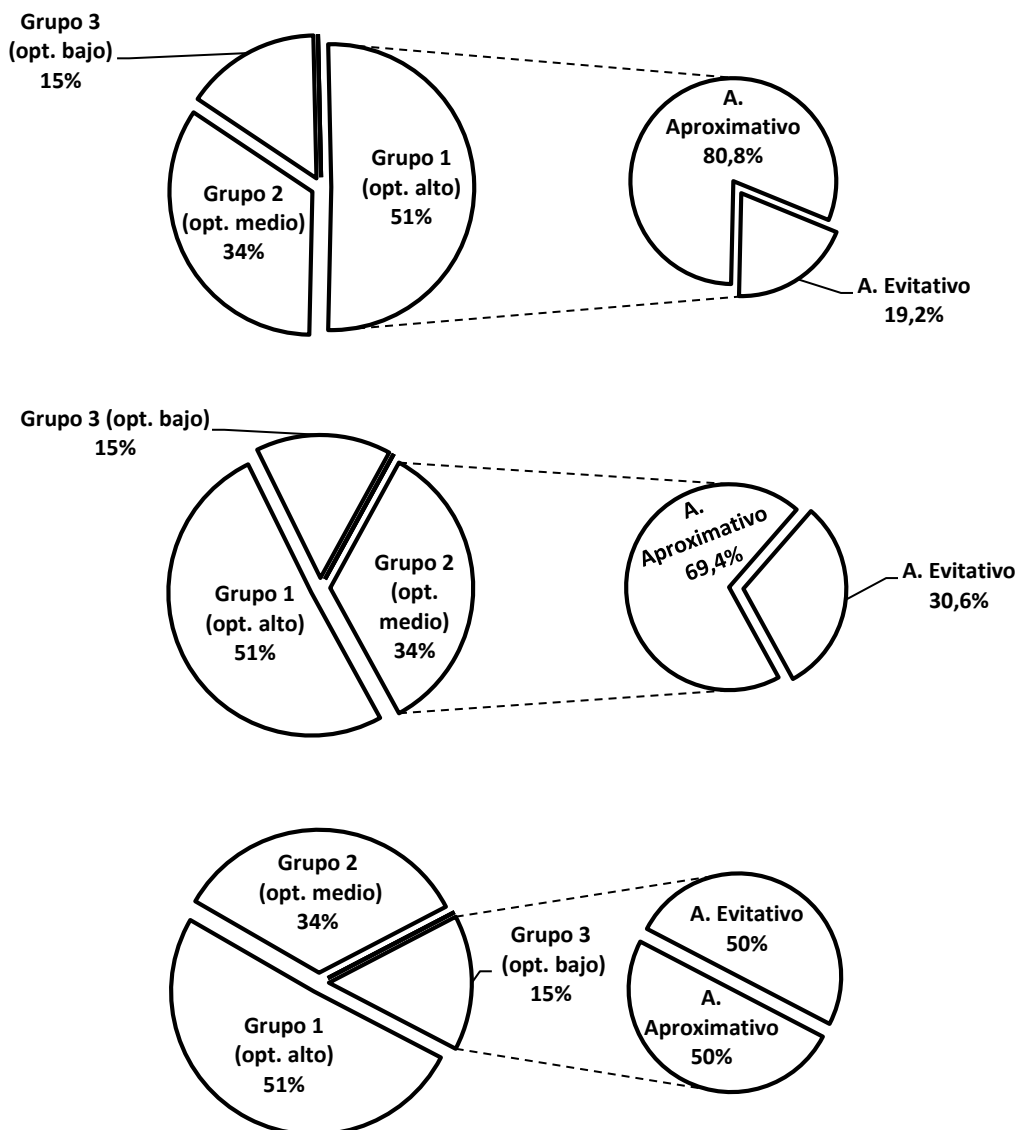 Grupo 3
(opt. bajo)
15%
Grupo 2
(opt. medio)
34%
Grupo 1
(opt. alto)
51%
A.
Aproximativo
80,8%
A. Evitativo
19,2%
Grupo 3 (opt. bajo)
15%
Grupo 1
(opt. alto)
51%
Grupo 2
(opt.
medio)
34%
A.
Aproximativo
69,4%
A. Evitativo
30,6%
Grupo 2
(opt. medio)
34%
Grupo 1
(opt. alto)
51%
Grupo 3
(opt. bajo)
15%
A. Evitativo
50%
A.
Aproximativo
50%